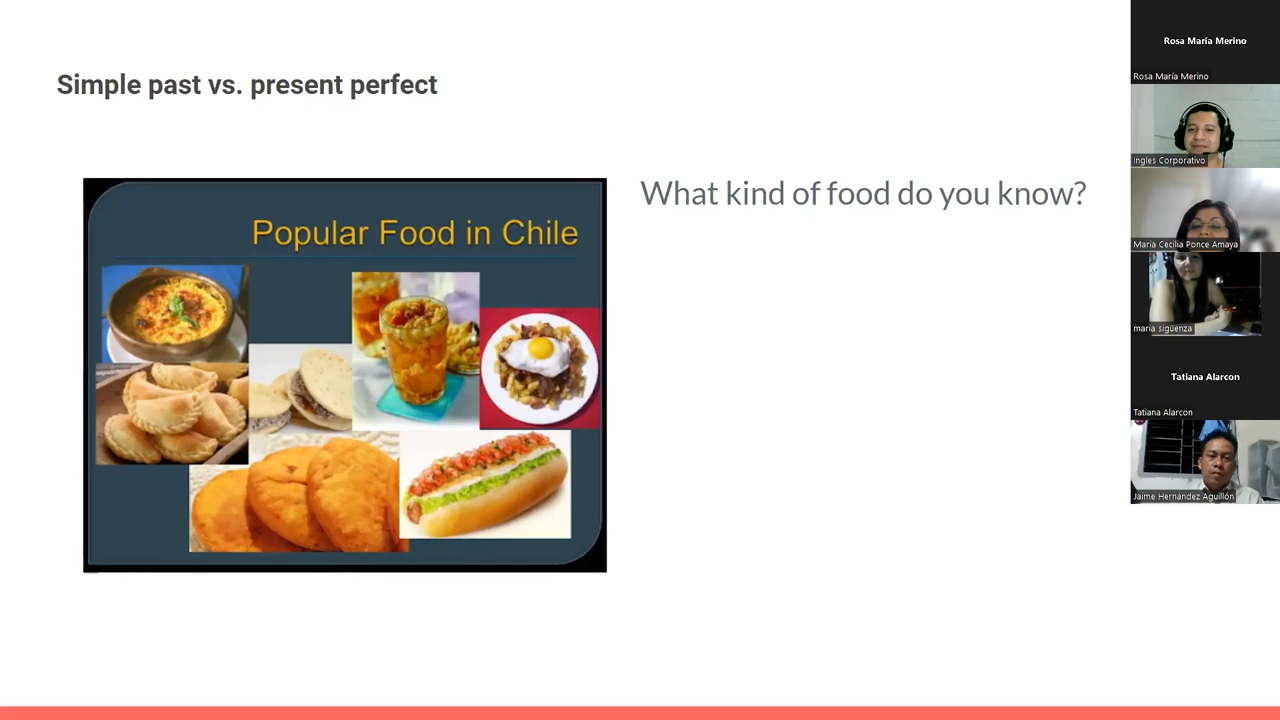 Simple past vs. present perfect
Popular Food in Chile
What kind of food do you know?
Rosa María Merino
Rosa María Merino
Ingles Corporativo
Maria Cecilia Ponce Amaya
maria sigüenza
Tatiana Alarcon
Tatiana Alarcon
Jaime Hernández Aguillón